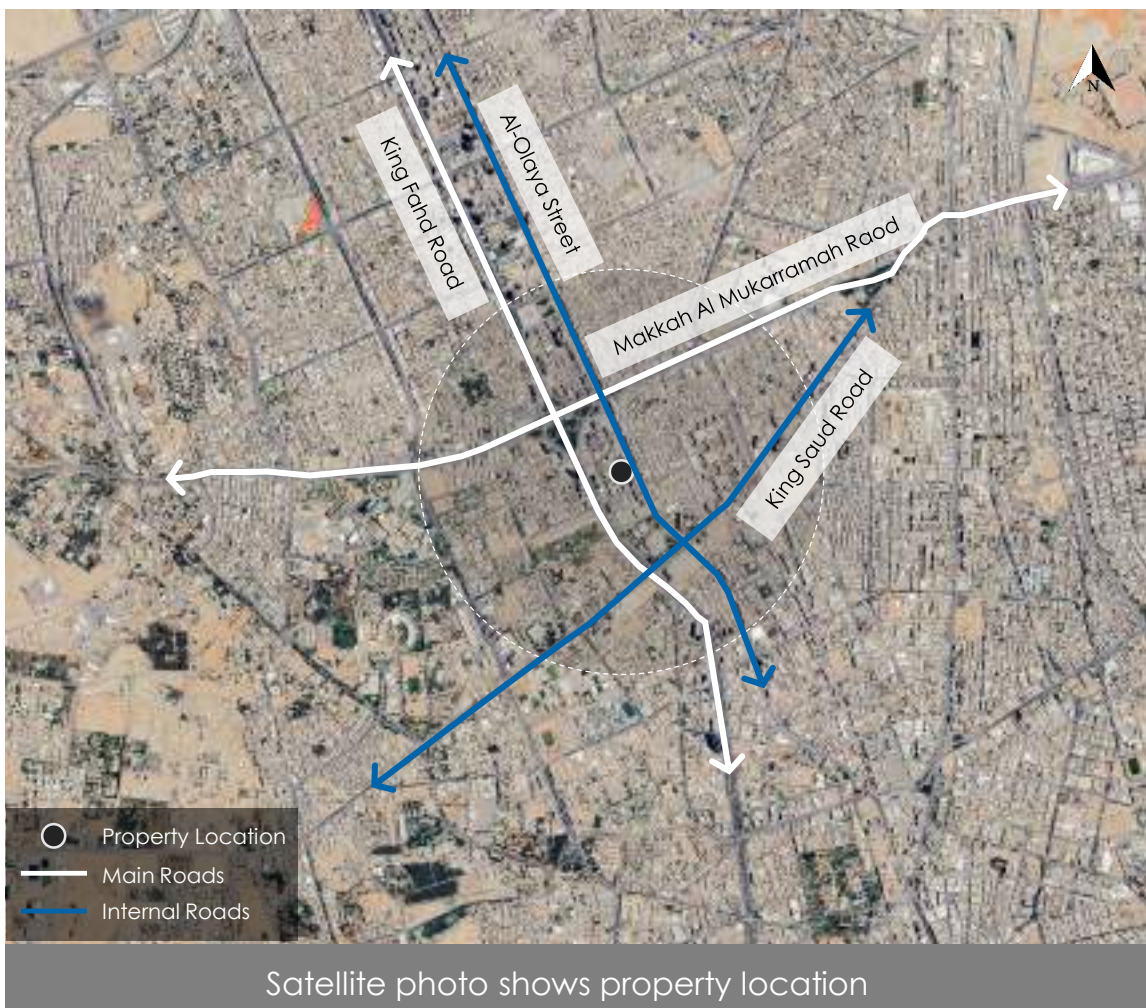 N
King Fahd Road
Al-Olaya Street
Makkah Al Mukarramah Raod
King Saud Road
Property Location
Main Roads
Internal Roads
Satellite photo shows property location